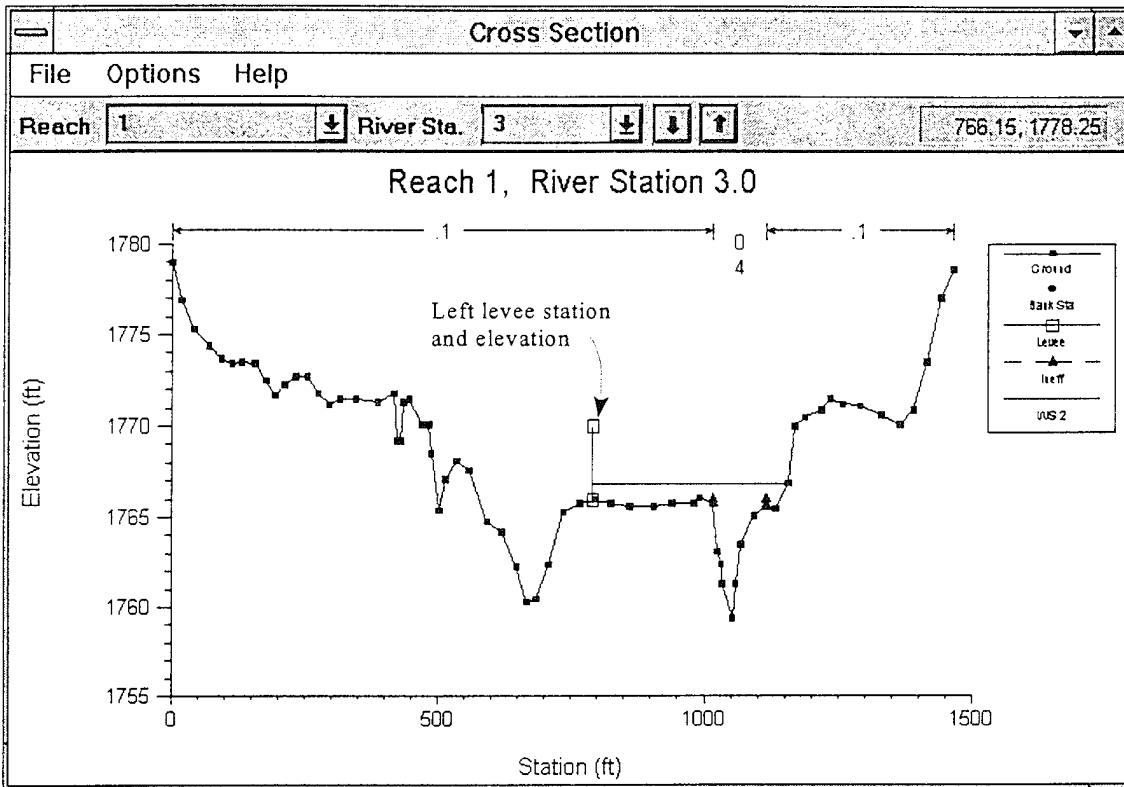 Cross Section
File Options Help
Reach 1 River Sta. 3 766.15, 1778.25
Reach 1, River Station 3.0
.1
0
4
.1
1780
1775
1770
1765
1760
1755
Elevation (ft)
Left levee station
and elevation
Ground
Bank Sta
Levee
Ineff
WS 2
0 500 1000 1500
Station (ft)